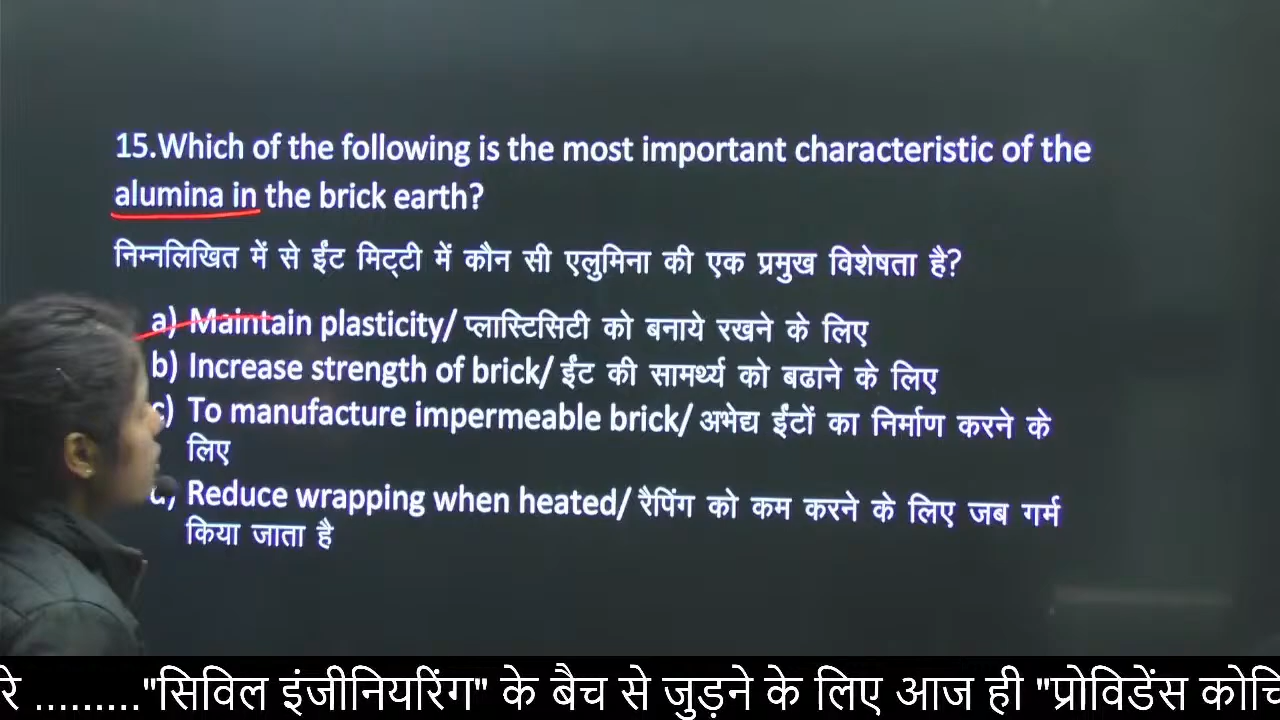 15.Which of the following is the most important characteristic of the
alumina in the brick earth?
निम्नलिखित में से ईंट मिट्टी में कौन सी एलुमिना की एक प्रमुख विशेषता है?
a) Maintain plasticity/ प्लास्टिसिटी को बनाये रखने के लिए
b) Increase strength of brick/ ईंट की सामर्थ्य को बढाने के लिए
c) To manufacture impermeable brick/ अभेद्य ईंटों का निर्माण करने के
लिए
d) Reduce wrapping when heated/ रैपिंग को कम करने के लिए जब गर्म
किया जाता है
रे ........."सिविल इंजीनियरिंग" के बैच से जुड़ने के लिए आज ही "प्रोविडेंस कोचि